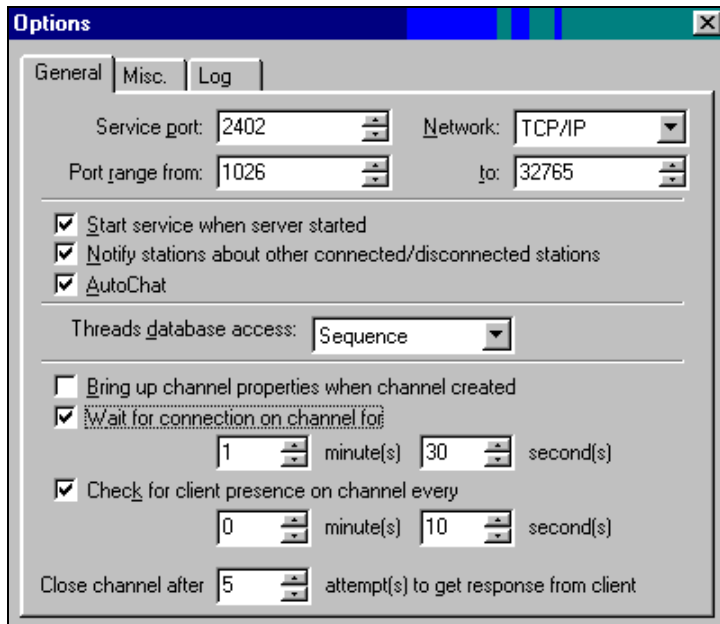 Options
General Misc. Log
Service port: 2402 Network: TCP/IP
Port range from: 1026 to: 32765
Start service when server started
Notify stations about other connected/disconnected stations
AutoChat
Threads database access: Sequence
Bring up channel properties when channel created
Wait for connection on channel for
1 minute(s) 30 second(s)
Check for client presence on channel every
0 minute(s) 10 second(s)
Close channel after 5 attempt(s) to get response from client